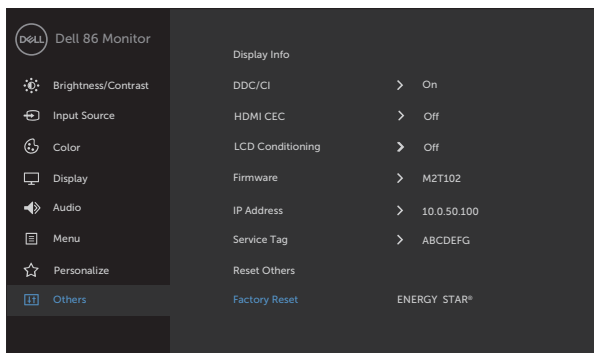 DELL Dell 86 Monitor
Brightness/Contrast
Input Source
Color
Display
Audio
Menu
Personalize
Others
Display Info
DDC/CI > On
HDMI CEC > Off
LCD Conditioning > Off
Firmware > M2T102
IP Address > 10.0.50.100
Service Tag > ABCDEFG
Reset Others
Factory Reset ENERGY STAR®